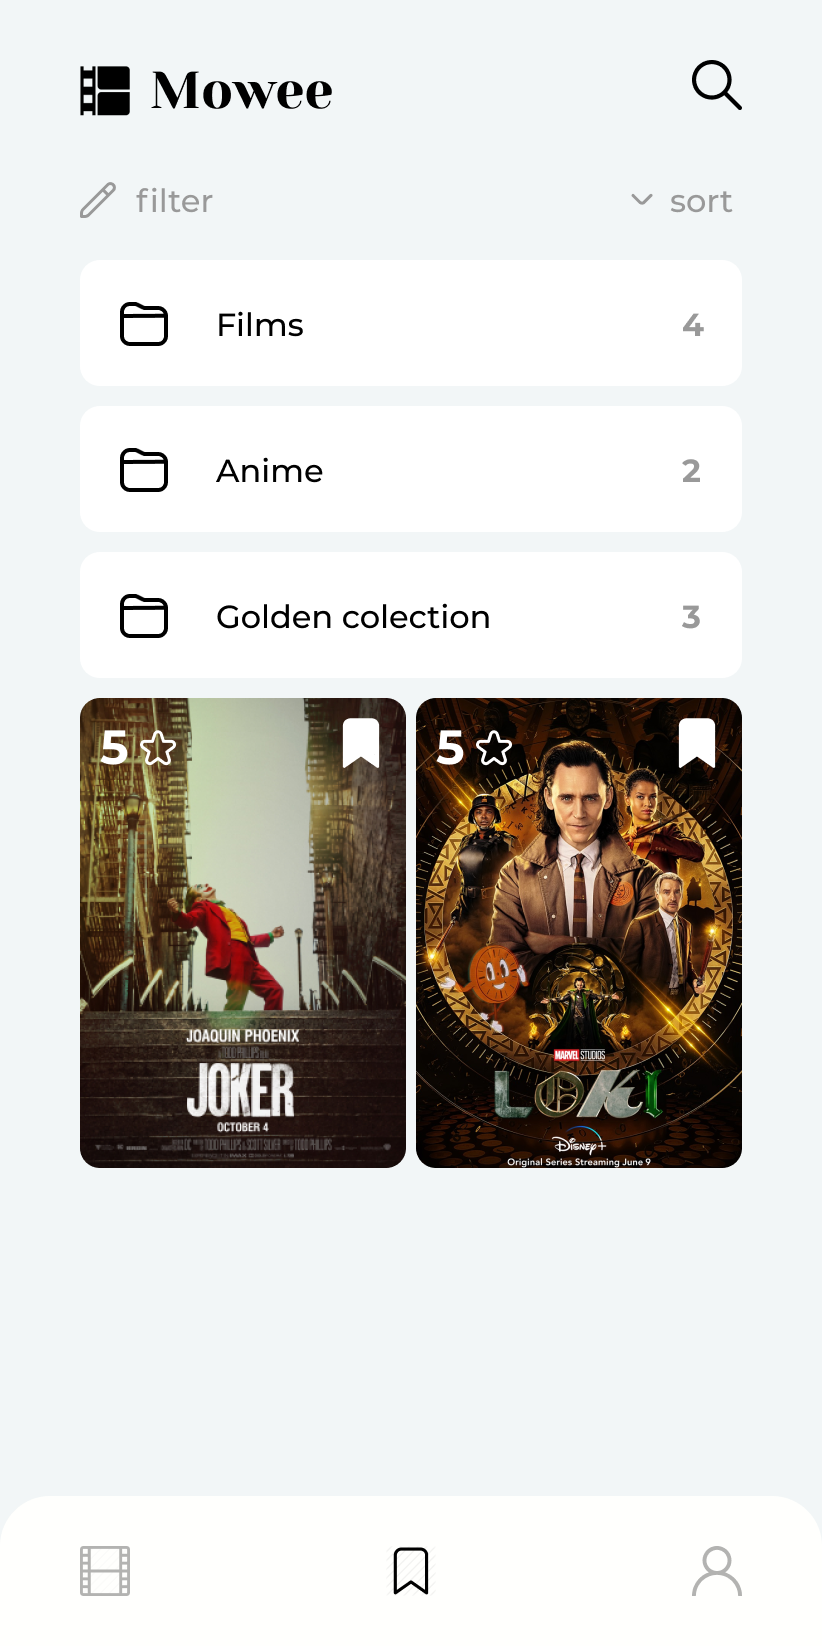 Mowee
filter
sort
Films
4
Anime
2
Golden colection
3
5
5
JOAQUIN PHOENIX
JOKER
OCTOBER 4
MARVEL STUDIOS
LOKI
Disney+
Original Series Streaming June 9